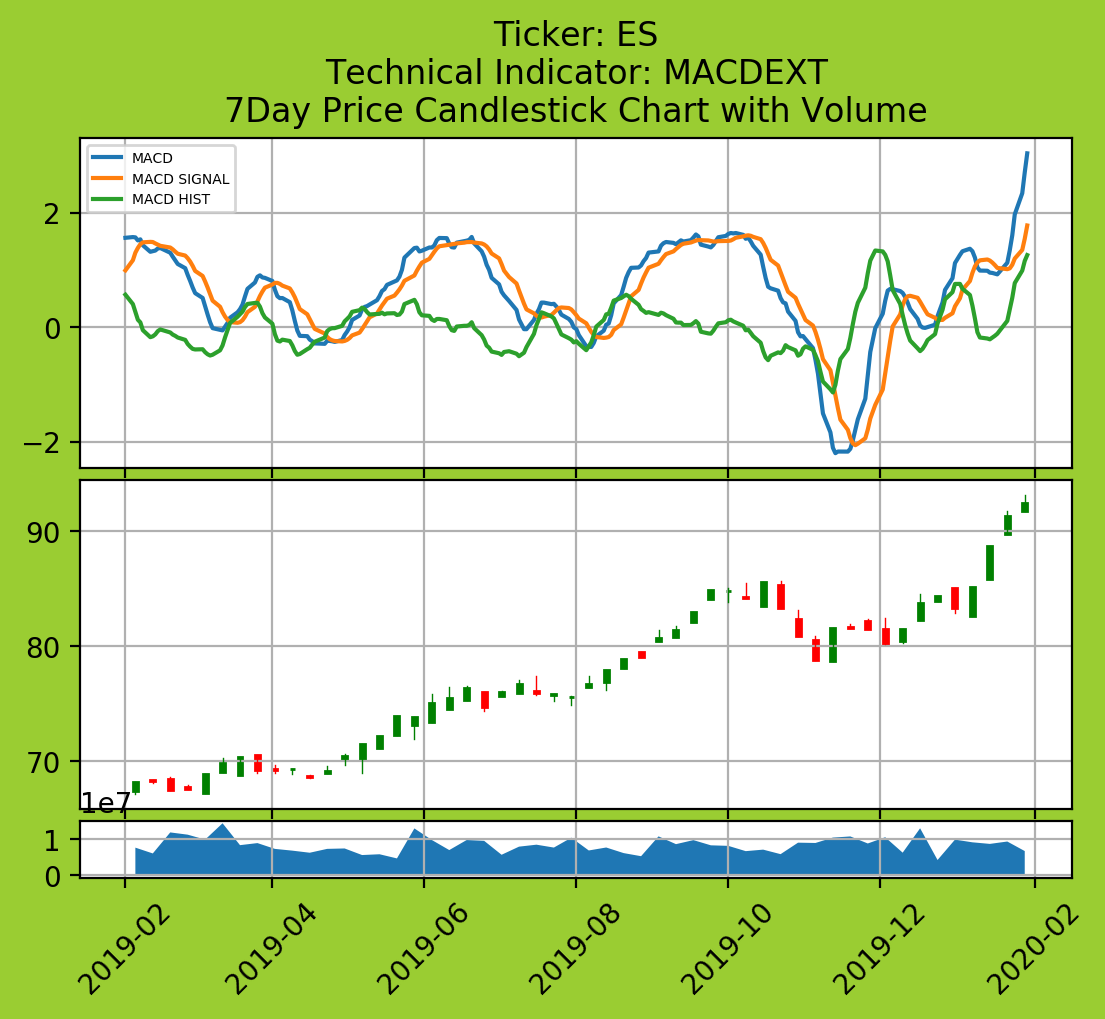 Ticker: ES
Technical Indicator: MACDEXT
7Day Price Candlestick Chart with Volume
MACD
MACD SIGNAL
MACD HIST
2
0
−2
90
80
70
1e7
1
0
2019-02
2019-04
2019-06
2019-08
2019-10
2019-12
2020-02